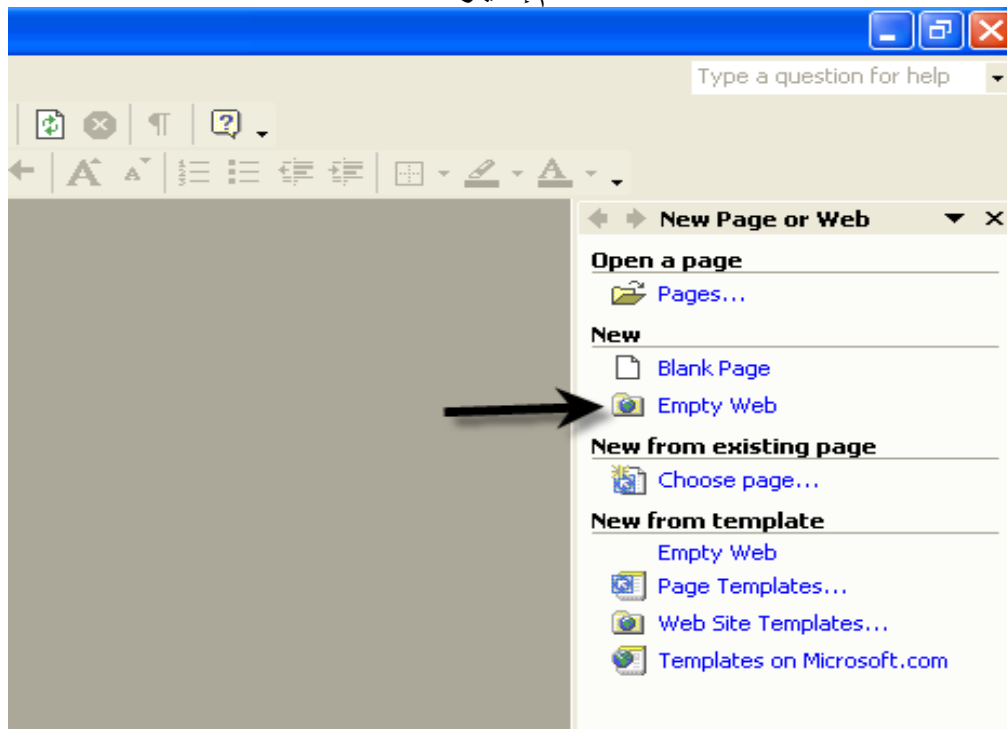 Type a question for help
New Page or Web
Open a page
Pages...
New
Blank Page
Empty Web
New from existing page
Choose page...
New from template
Empty Web
Page Templates...
Web Site Templates...
Templates on Microsoft.com